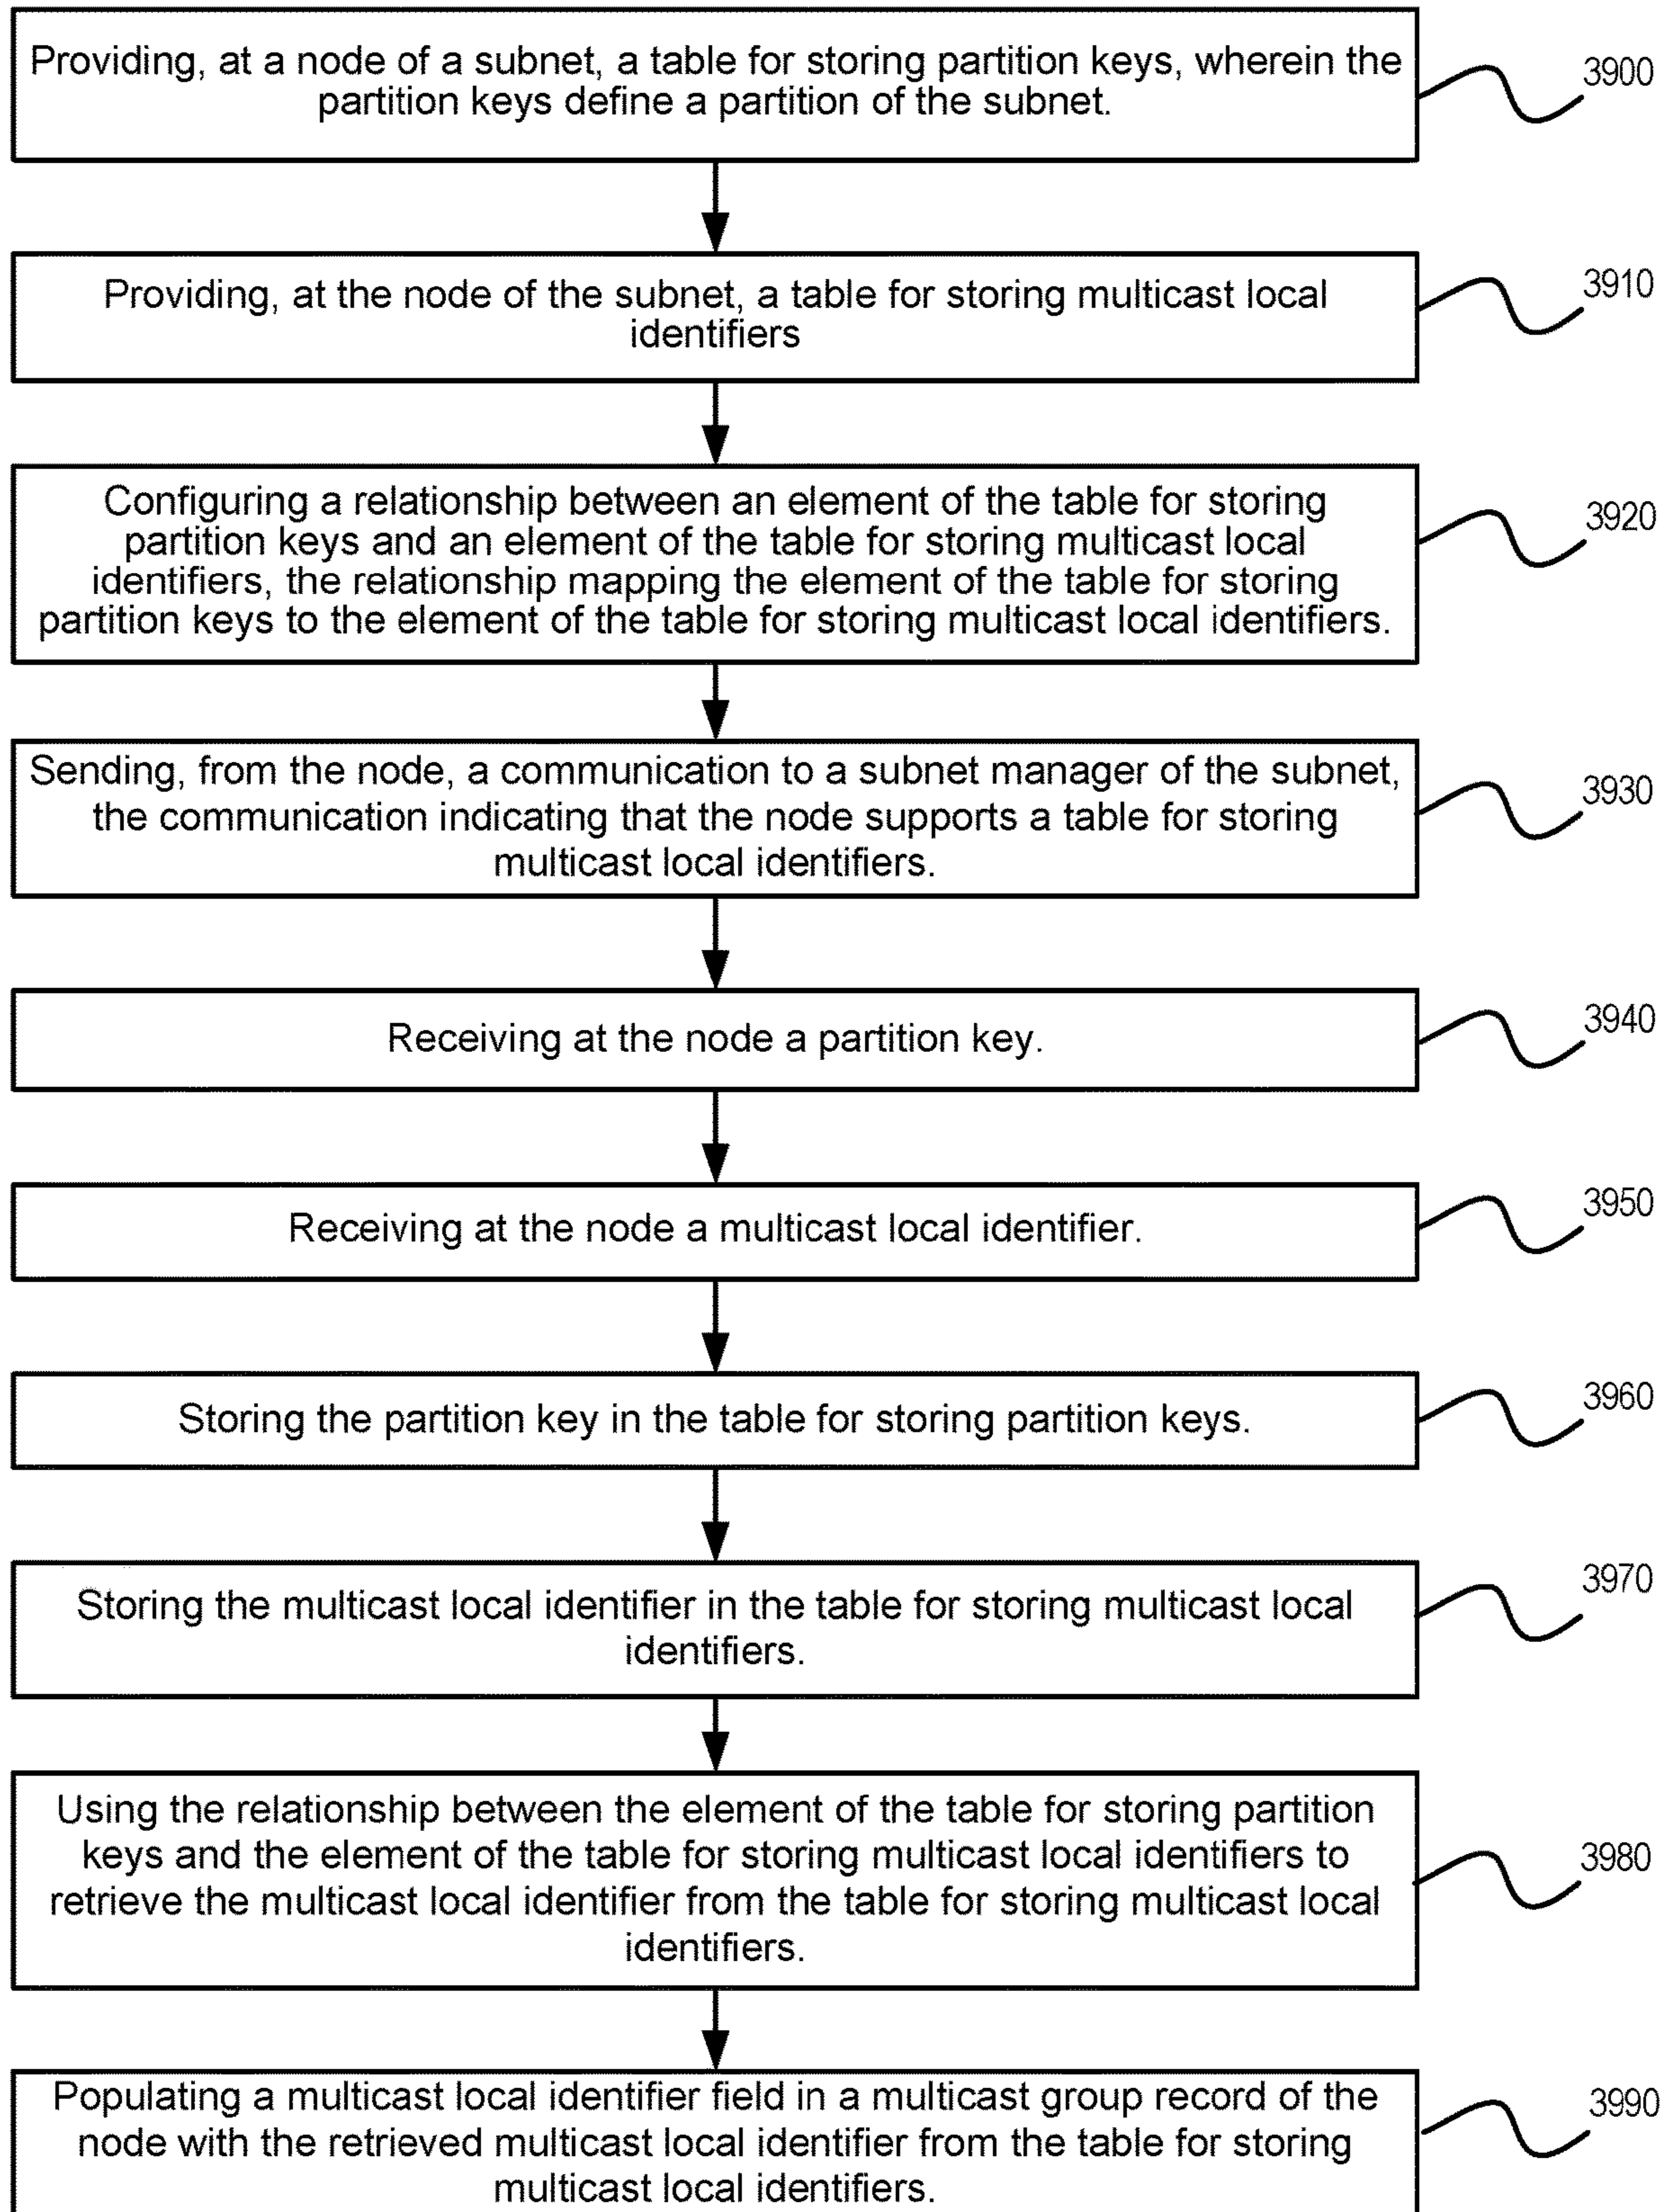 Providing, at a node of a subnet, a table for storing partition keys, wherein the
partition keys define a partition of the subnet.
3900
Providing, at the node of the subnet, a table for storing multicast local
identifiers
3910
Configuring a relationship between an element of the table for storing
partition keys and an element of the table for storing multicast local
identifiers, the relationship mapping the element of the table for storing
partition keys to the element of the table for storing multicast local identifiers.
3920
Sending, from the node, a communication to a subnet manager of the subnet,
the communication indicating that the node supports a table for storing
multicast local identifiers.
3930
Receiving at the node a partition key.
3940
Receiving at the node a multicast local identifier.
3950
Storing the partition key in the table for storing partition keys.
3960
Storing the multicast local identifier in the table for storing multicast local
identifiers.
3970
Using the relationship between the element of the table for storing partition
keys and the element of the table for storing multicast local identifiers to
retrieve the multicast local identifier from the table for storing multicast local
identifiers.
3980
Populating a multicast local identifier field in a multicast group record of the
node with the retrieved multicast local identifier from the table for storing
multicast local identifiers.
3990